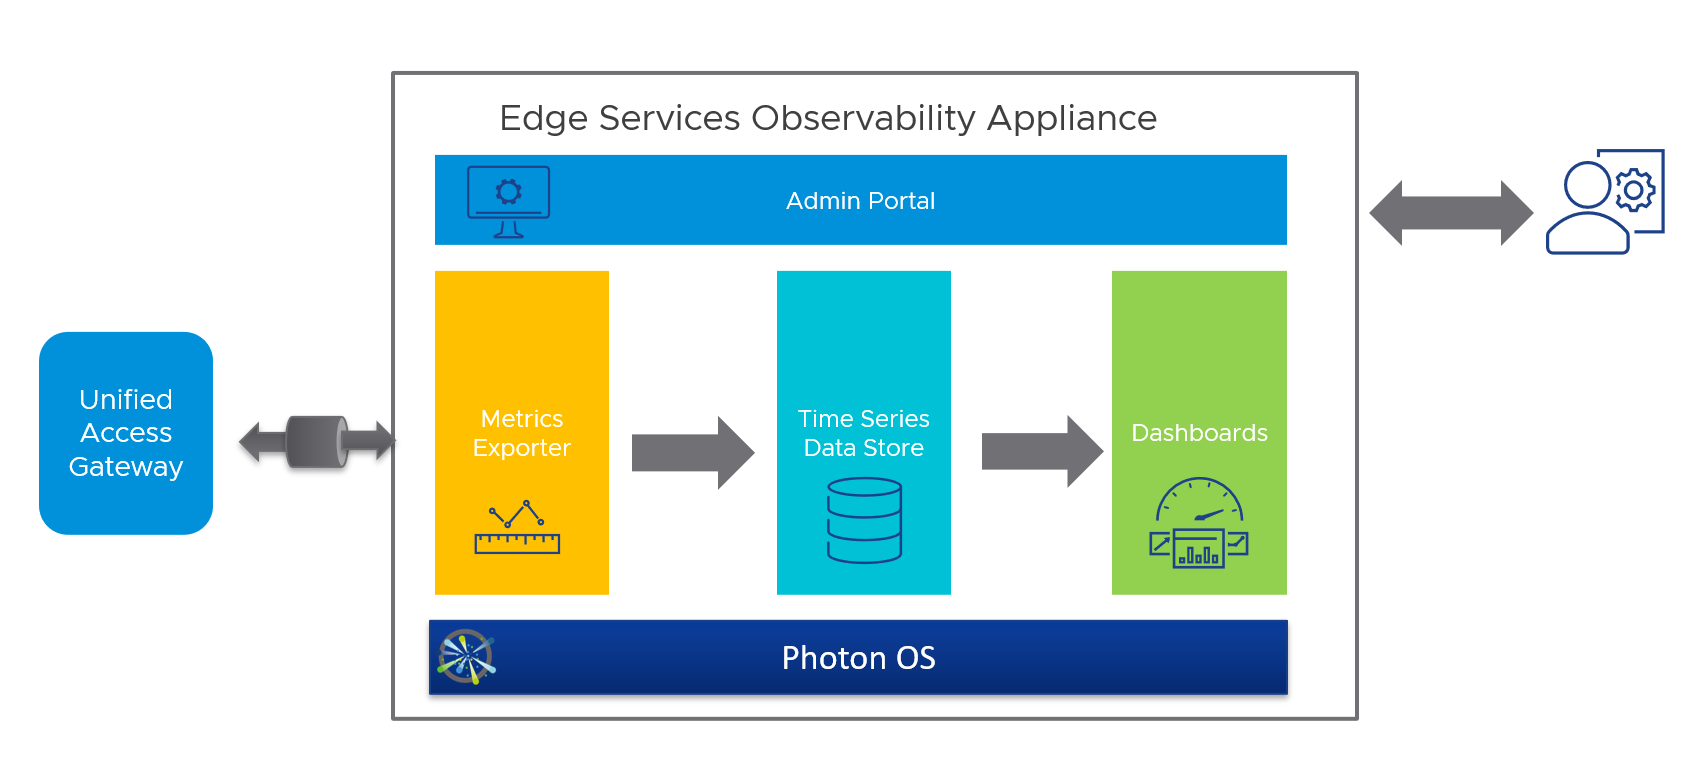 Edge Services Observability Appliance
Admin Portal
Unified
Access
Gateway
Metrics
Exporter
Time Series
Data Store
Dashboards
Photon OS